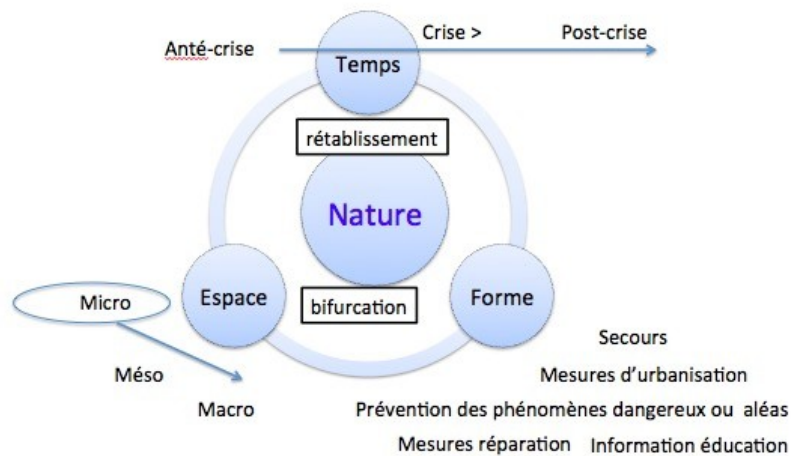 Anté-crise
Crise >
Post-crise
Temps
rétablissement
Nature
Espace
bifurcation
Forme
Micro
Méso
Macro
Secours
Mesures d’urbanisation
Prévention des phénomènes dangereux ou aléas
Mesures réparation
Information éducation